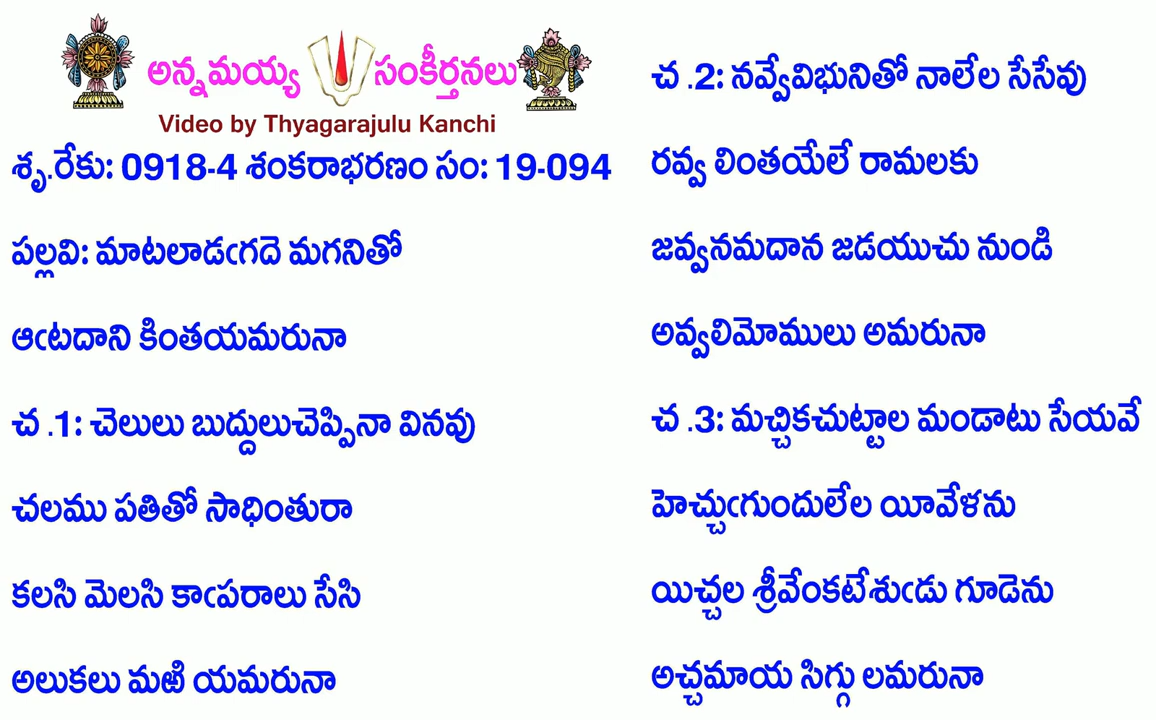 అన్నమయ్య సంకీర్తనలు
Video by Thyagarajulu Kanchi
శృ.రేకు: 0918-4 శంకరాభరణం సం: 19-094
పల్లవి: మాటలాడఁగదె మగనితో
ఆఁటదాని కింతయమరునా
చ .1: చెలులు బుద్దులుచెప్పినా వినవు
చలము పతితో సాధింతురా
కలసి మెలసి కాఁపరాలు సేసి
అలుకలు మఱి యమరునా
చ .2: నవ్వేవిభునితో నాలేల సేసేవు
రవ్వ లింతయేలే రామలకు
జవ్వనమదాన జడయుచు నుండి
అవ్వలిమోములు అమరునా
చ .3: మచ్చికచుట్టాల మండాటు సేయవే
హెచ్చుఁగుందులేల యీవేళను
యిచ్చల శ్రీవేంకటేశుఁడు గూడెను
అచ్చమాయ సిగ్గు లమరునా